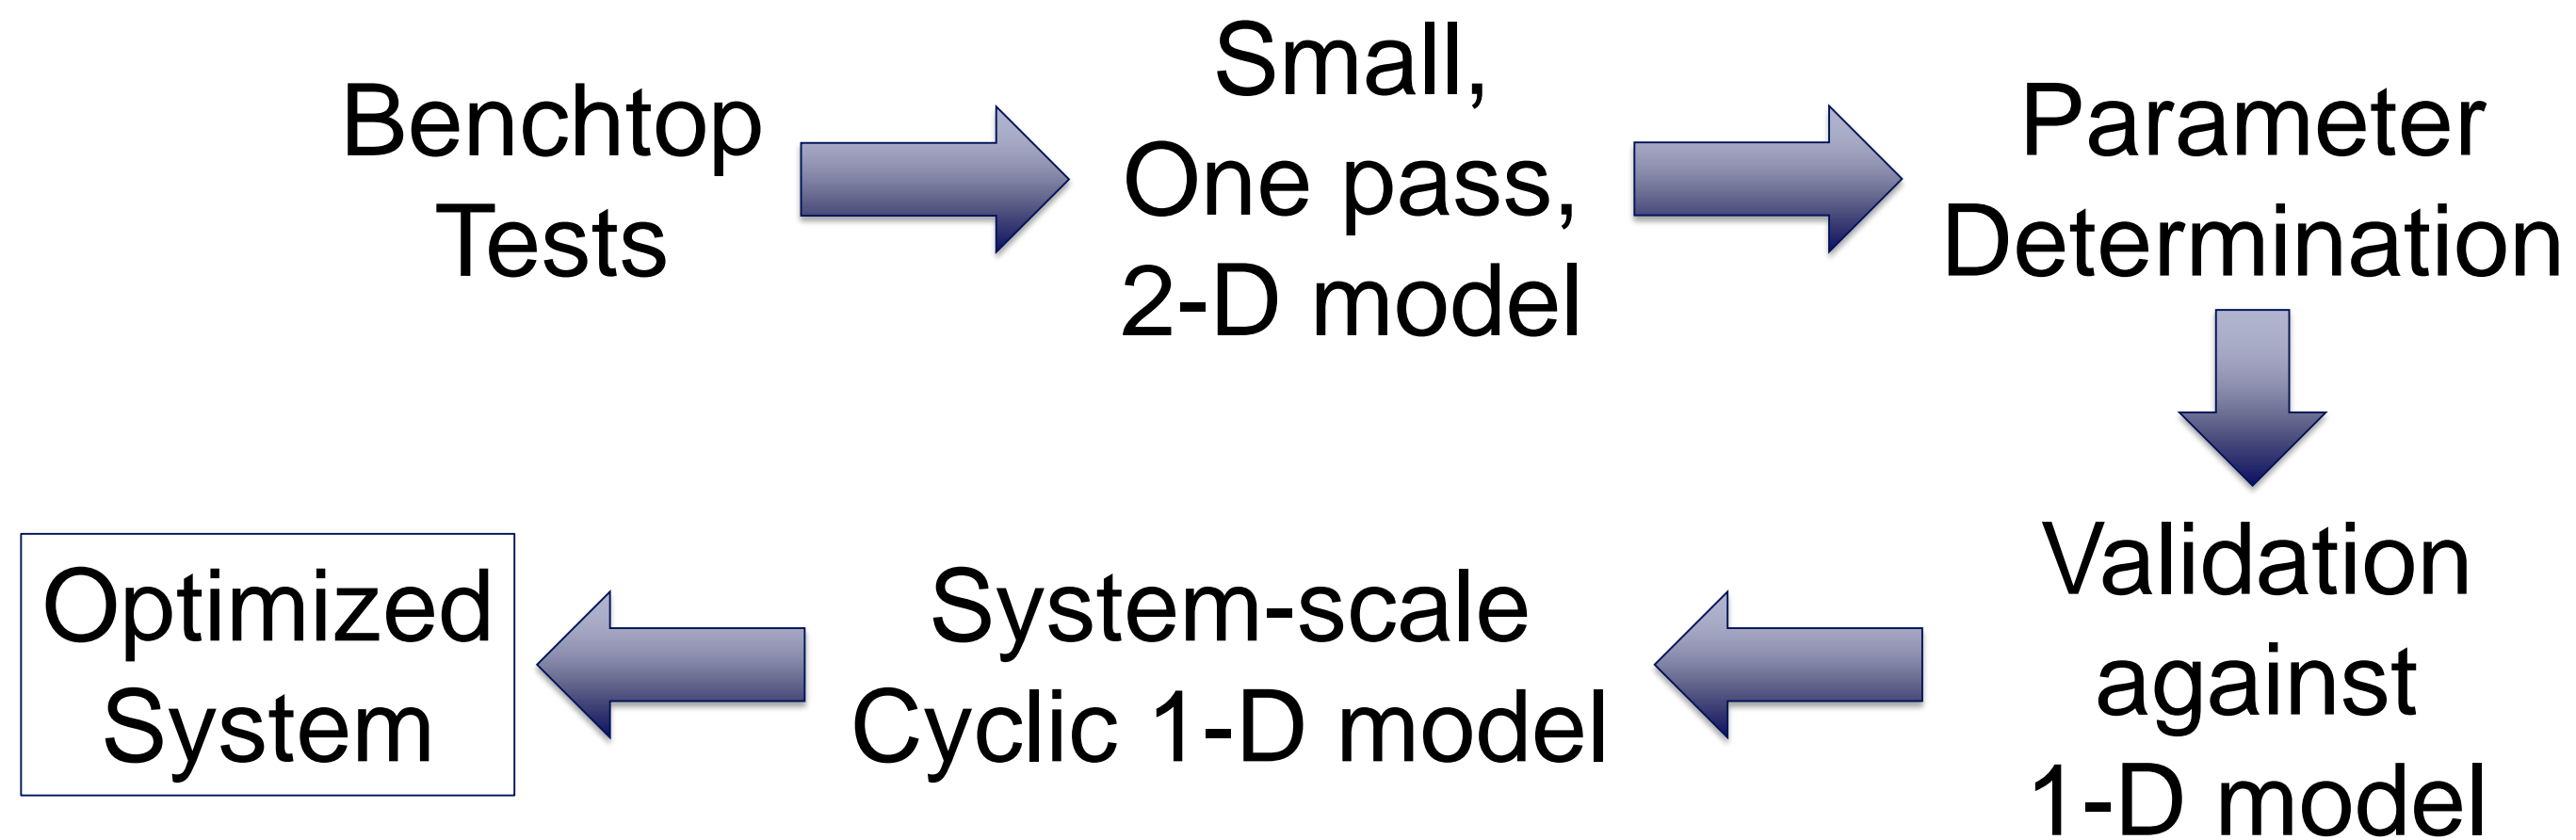 Benchtop
Tests
Small,
One pass,
2-D model
Parameter
Determination
Validation
against
1-D model
System-scale
Cyclic 1-D model
Optimized
System